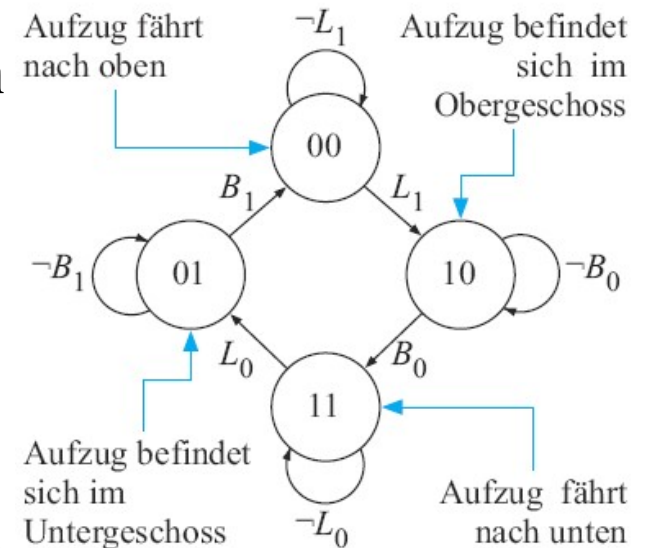 Aufzug fährt
nach oben
¬L1
Aufzug befindet
sich im
Obergeschoss
00
B1
L1
¬B1
01
10
¬B0
L0
B0
11
Aufzug befindet
sich im
Untergeschoss
¬L0
Aufzug fährt
nach unten